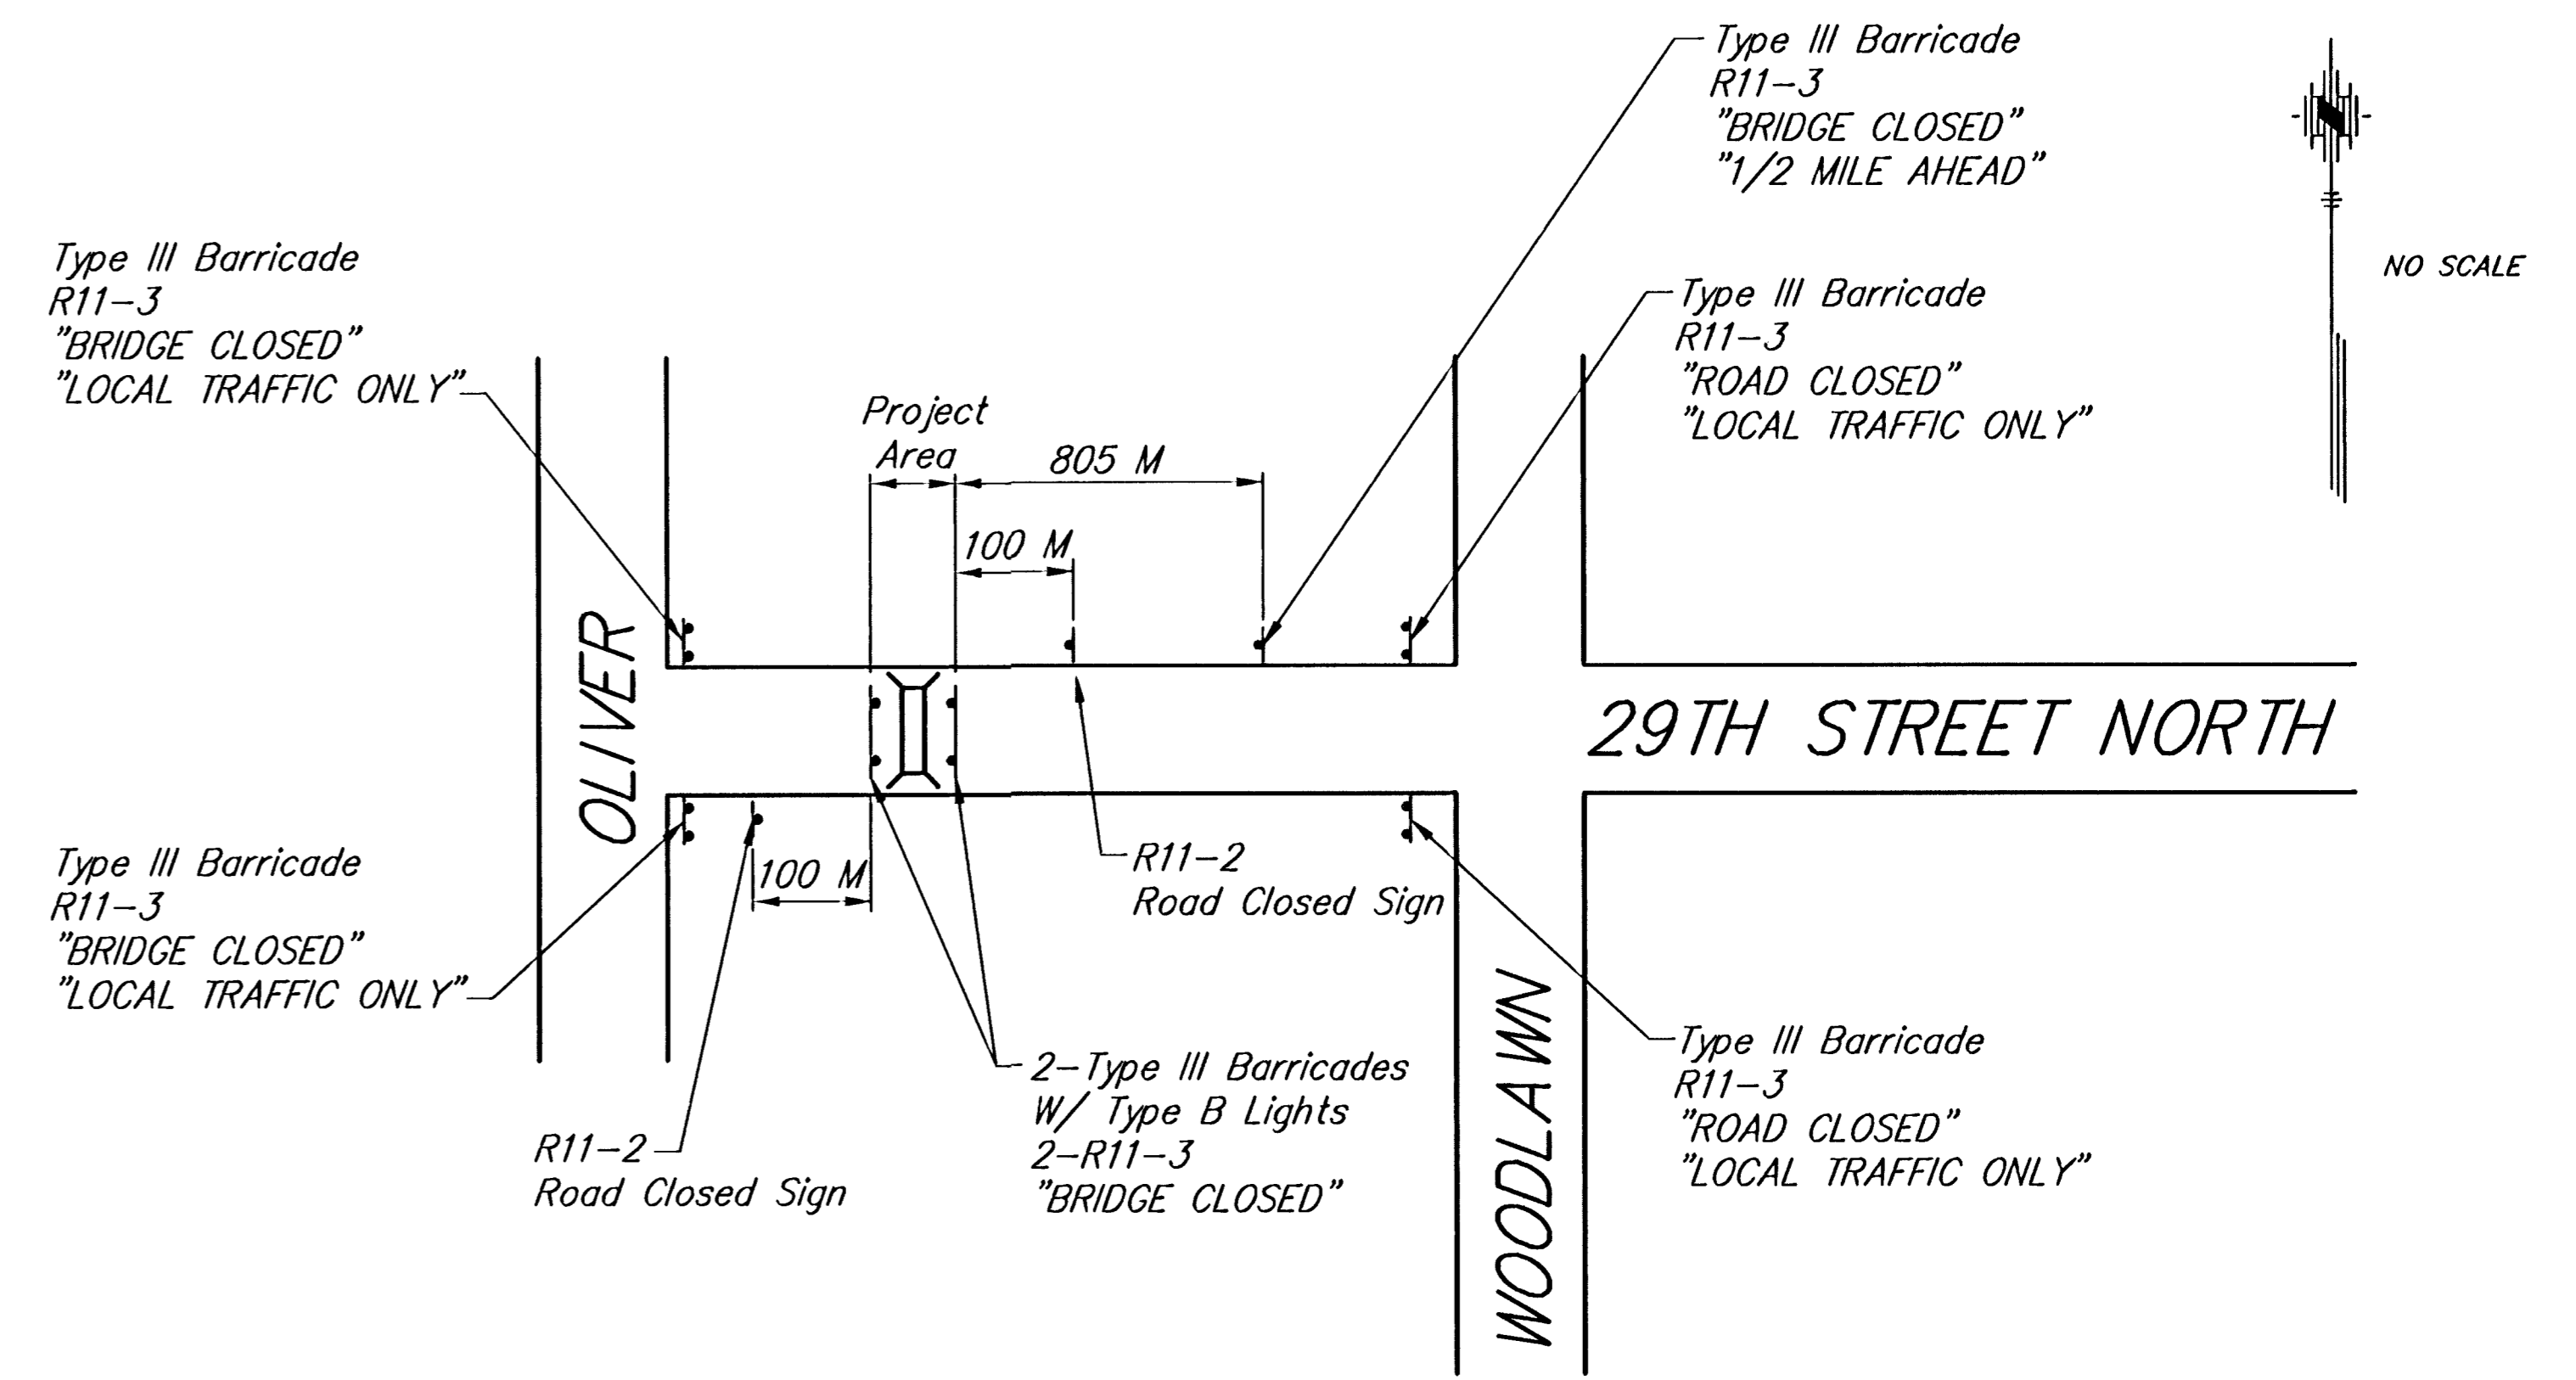 Type III Barricade
R11-3
"BRIDGE CLOSED"
"1/2 MILE AHEAD"
Type III Barricade
R11-3
"BRIDGE CLOSED"
"LOCAL TRAFFIC ONLY"
NO SCALE
Type III Barricade
R11-3
"ROAD CLOSED"
"LOCAL TRAFFIC ONLY"
Project
Area
805 M
100 M
OLIVER
29TH STREET NORTH
Type III Barricade
R11-3
"BRIDGE CLOSED"
"LOCAL TRAFFIC ONLY"
100 M
R11-2
Road Closed Sign
WOODLAWN
R11-2
Road Closed Sign
2-Type III Barricades
W/ Type B Lights
2-R11-3
"BRIDGE CLOSED"
Type III Barricade
R11-3
"ROAD CLOSED"
"LOCAL TRAFFIC ONLY"